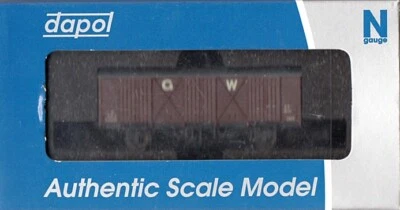 dapol
N
gauge
G W
Authentic Scale Model